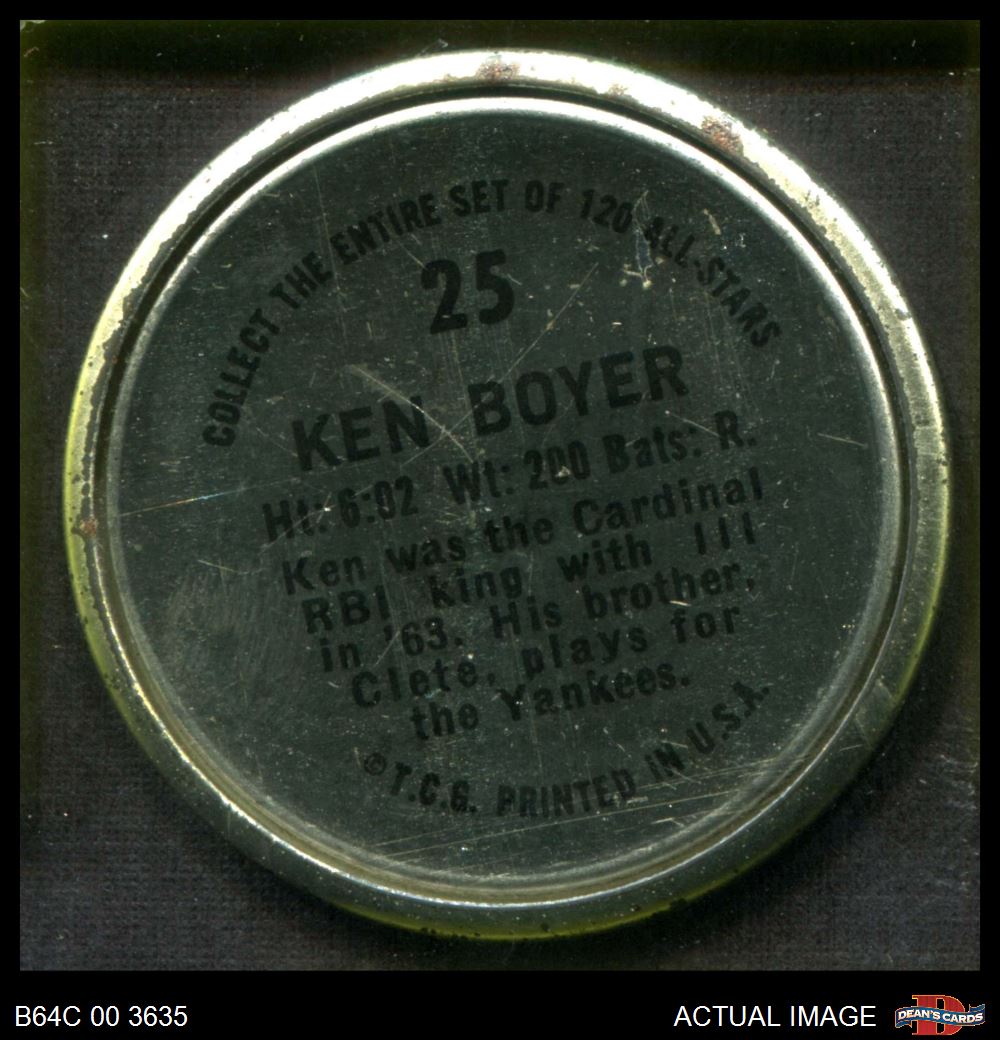 COLLECT THE ENTIRE SET OF 120 ALL-STARS
25
KEN BOYER
Ht: 6:02 Wt: 200 Bats: R.
Ken was the Cardinal
RBI king with 111
in '63. His brother,
Clete, plays for
the Yankees.
©T.C.G. PRINTED IN U.S.A.
B64C 00 3635
ACTUAL IMAGE
D
DEAN'S CARDS